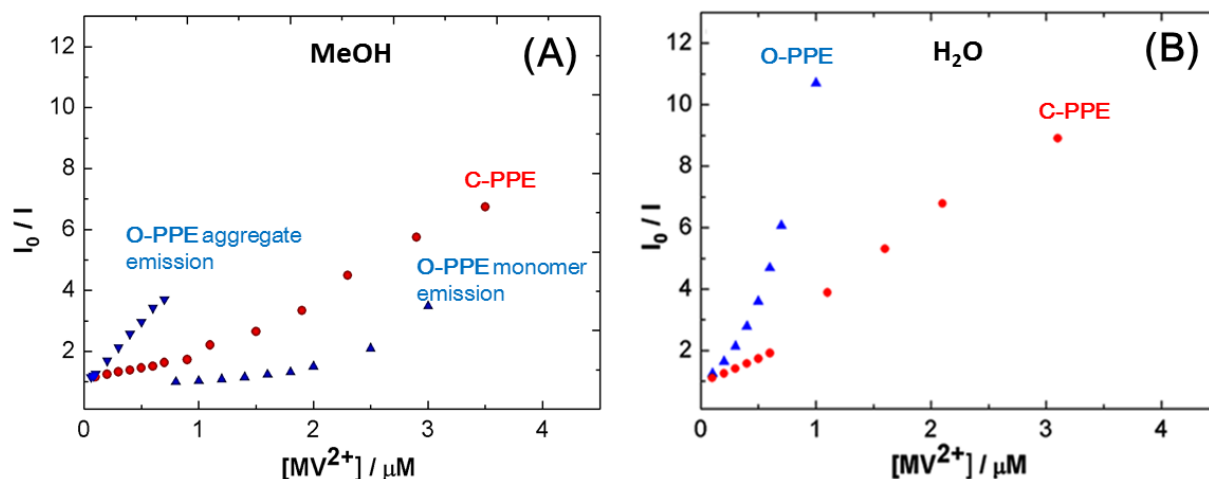 MeOH
(A)
12
10
8
6
4
2
I₀ / I
C-PPE
O-PPE aggregate
emission
O-PPE monomer
emission
0
1
2
3
4
[MV²⁺] / μM
O-PPE
H₂O
(B)
12
10
8
6
4
2
I₀ / I
C-PPE
0
1
2
3
4
[MV²⁺] / μM